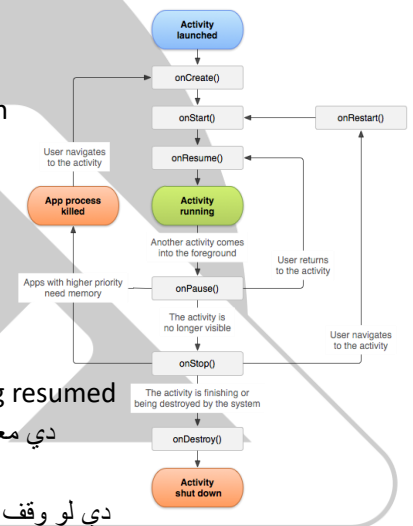 Activity
launched
onCreate()
onStart()
onRestart()
User navigates
to the activity
onResume()
App process
killed
Activity
running
Another activity comes
into the foreground
User returns
to the activity
Apps with higher priority
need memory
onPause()
The activity is
no longer visible
User navigates
to the activity
onStop()
resumed
The activity is finishing or
being destroyed by the system
دي
onDestroy()
Activity
shut down
دي لو وقف